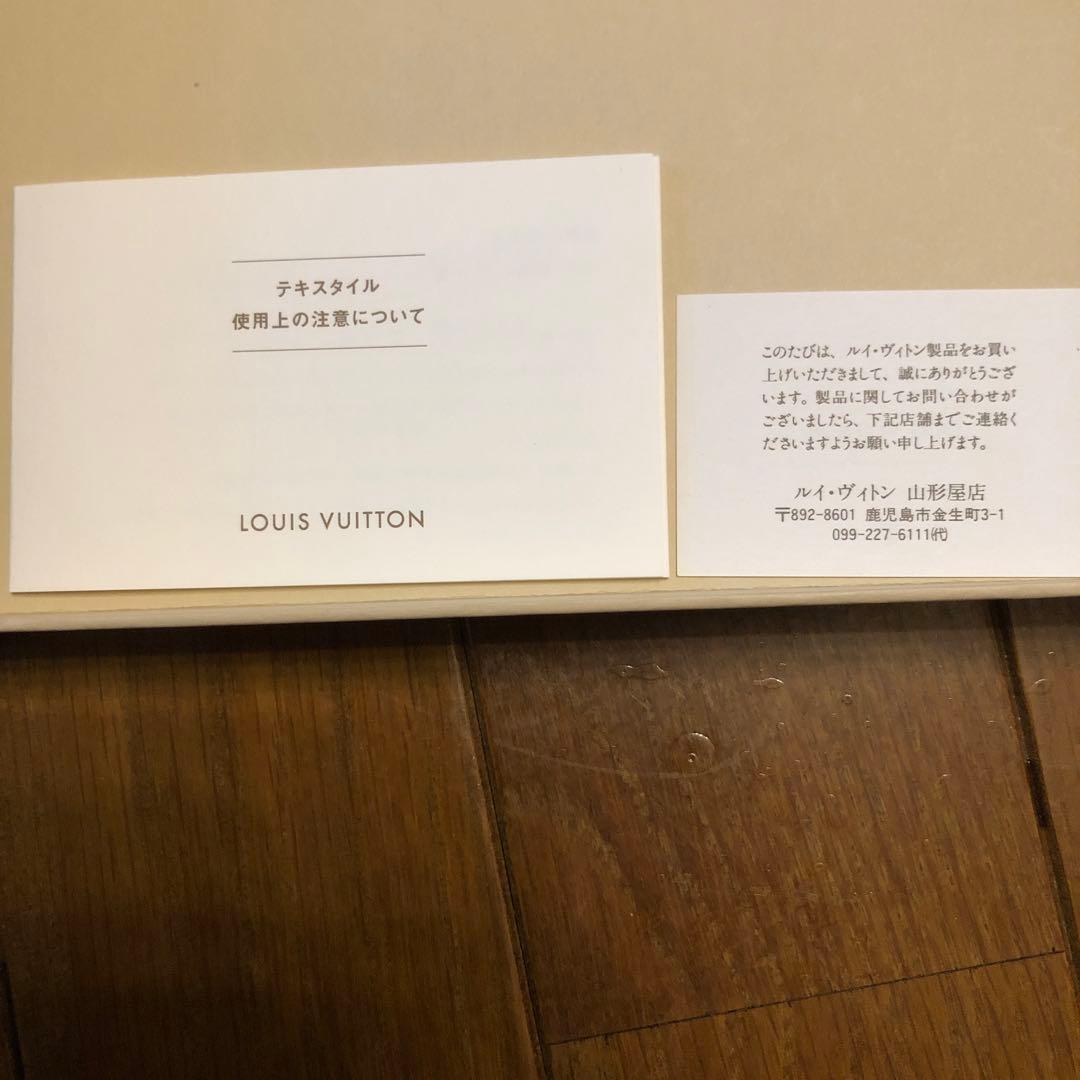 テキスタイル
使用上の注意について
LOUIS VUITTON
このたびは、ルイ・ヴィトン製品をお買い
上げいただきまして、誠にありがとうござ
います。製品に関してお問い合わせが
ございましたら、下記店舗までご連絡く
ださいますようお願い申し上げます。
ルイ・ヴィトン 山形屋店
〒892-8601 鹿児島市金生町3-1
099-227-6111㈹